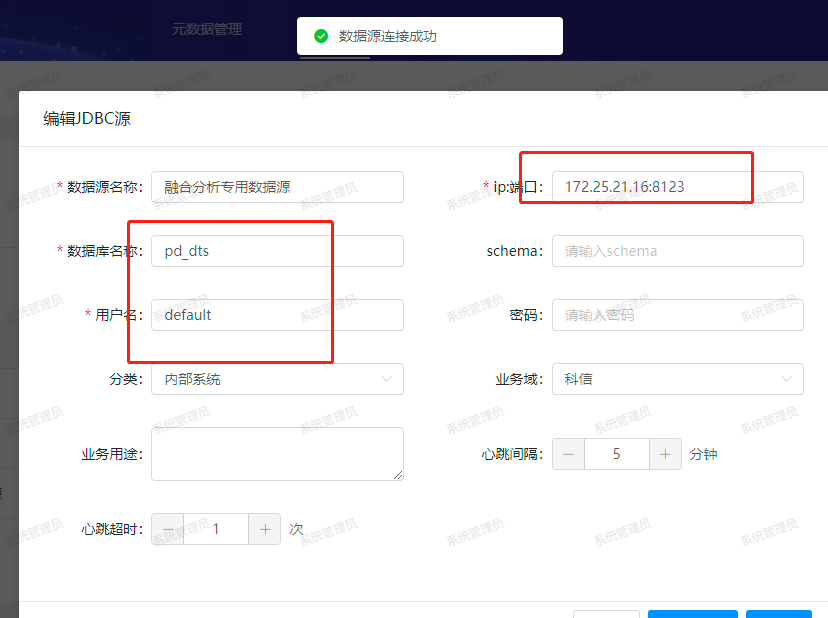 元数据管理
数据源连接成功
编辑JDBC源
* 数据源名称: 融合分析专用数据源
* ip:端口: 172.25.21.16:8123
* 数据库名称: pd_dts
schema: 请输入schema
* 用户名: default
密码: 请输入密码
分类: 内部系统
业务域: 科信
业务用途:
心跳间隔: − 5 + 分钟
心跳超时: − 1 + 次
系统管理员